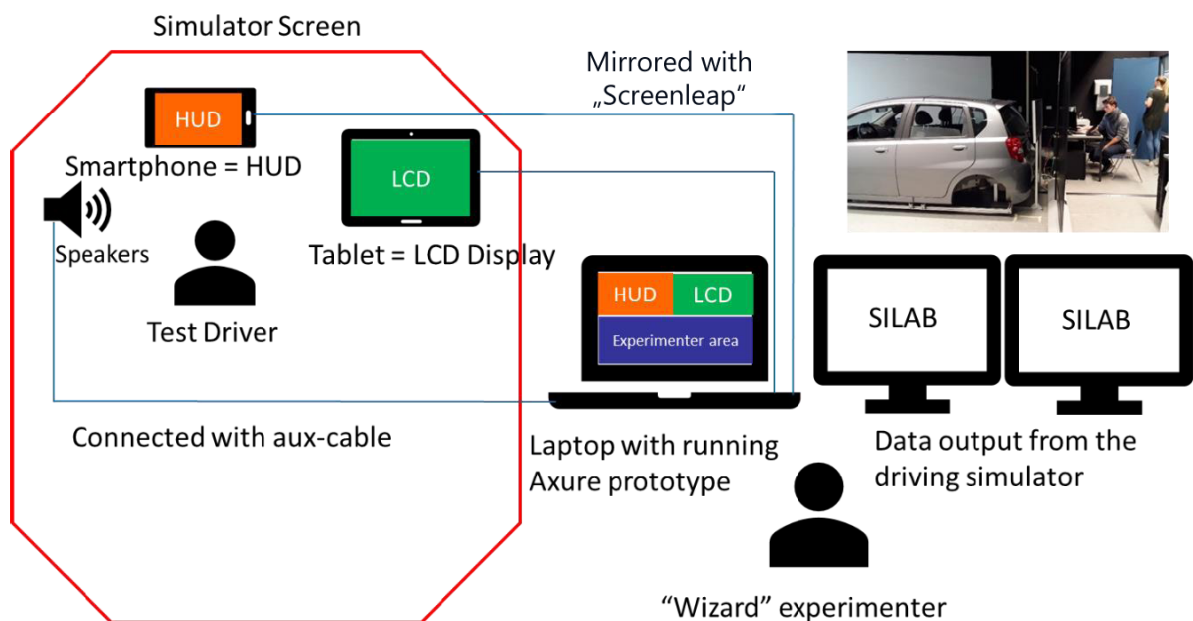 Simulator Screen
Mirrored with
„Screenleap“
HUD
Smartphone = HUD
LCD
Speakers
Tablet = LCD Display
Test Driver
HUD LCD
Experimenter area
SILAB
SILAB
Connected with aux-cable
Laptop with running
Axure prototype
Data output from the
driving simulator
“Wizard” experimenter